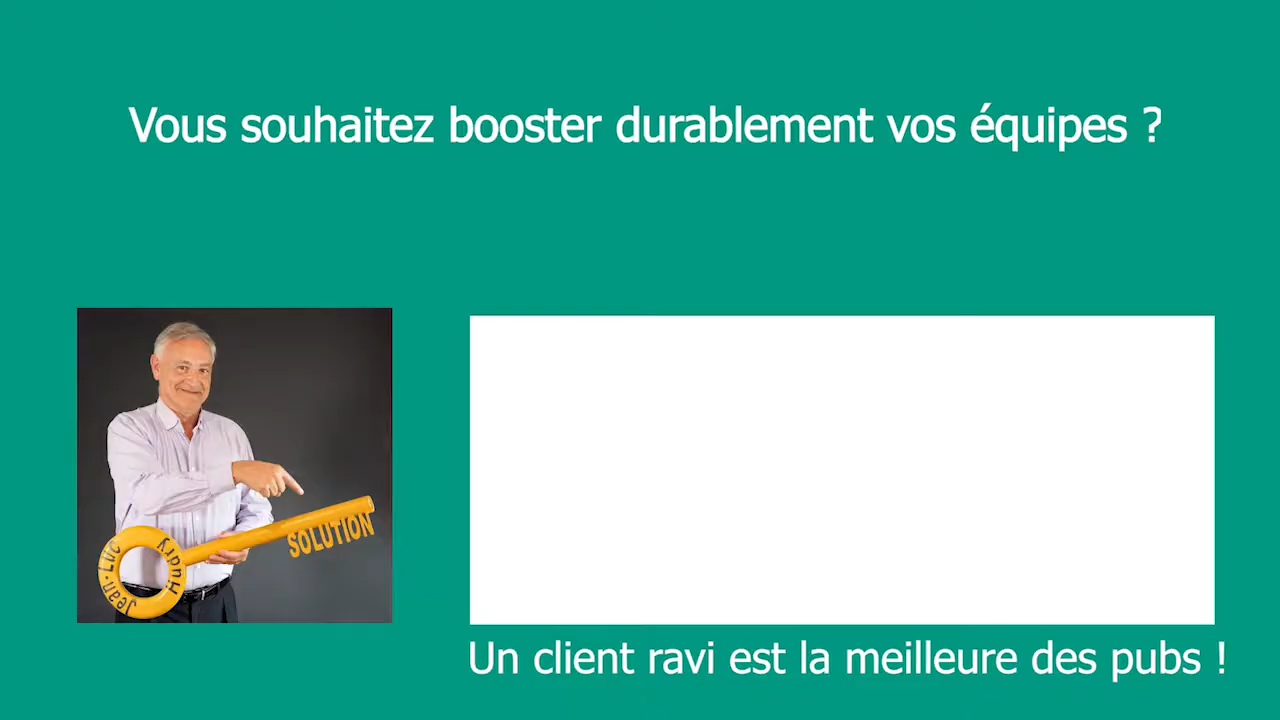 Vous souhaitez booster durablement vos équipes ?
SOLUTION
Jean-Luc
Hudry
Un client ravi est la meilleure des pubs !